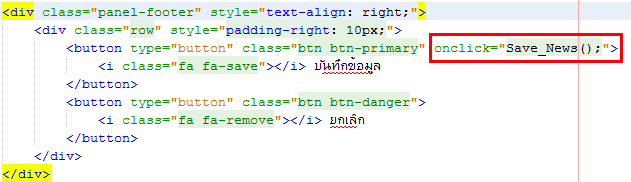 <div class="panel-footer" style="text-align: right;">
<div class="row" style="padding-right: 10px;">
<button type="button" class="btn btn-primary" onclick="Save_News();">
<i class="fa fa-save"></i> บันทึกข้อมูล
</button>
<button type="button" class="btn btn-danger">
<i class="fa fa-remove"></i> ยกเลิก
</button>
</div>
</div>